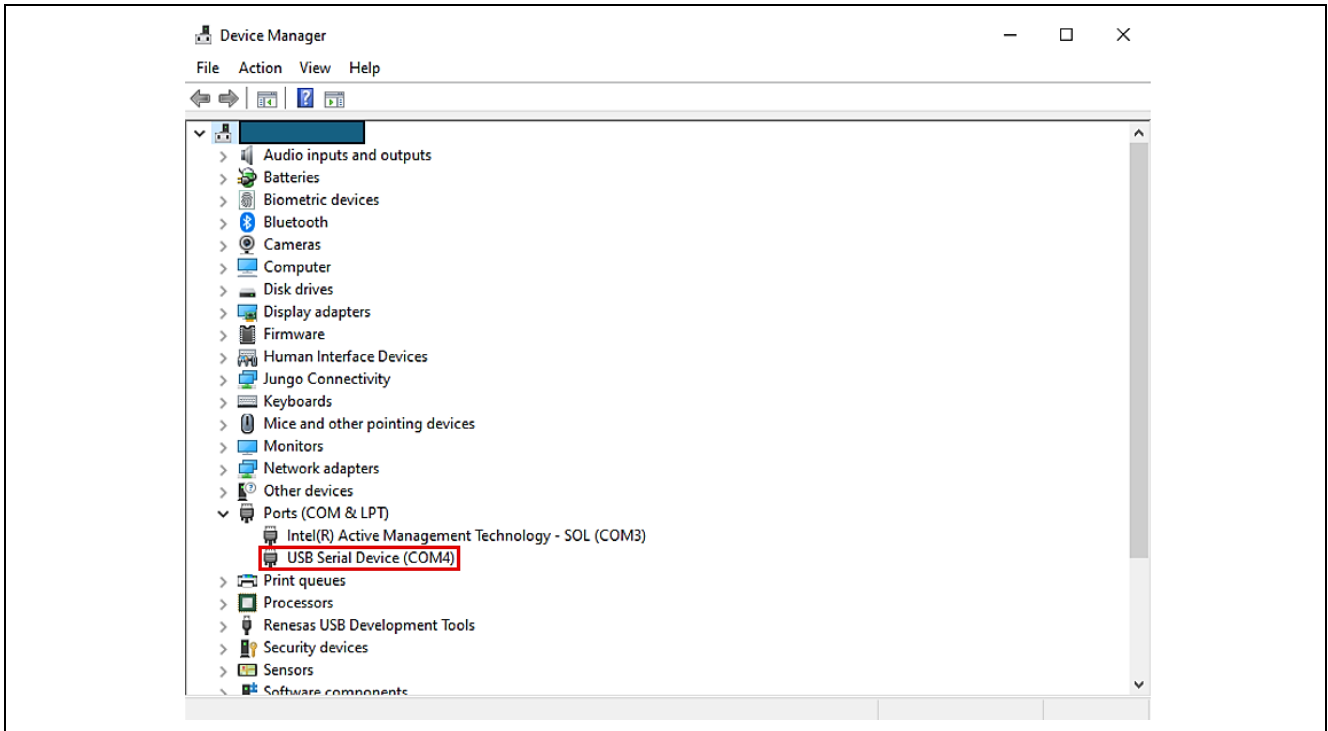 Device Manager
File Action View Help
Audio inputs and outputs
Batteries
Biometric devices
Bluetooth
Cameras
Computer
Disk drives
Display adapters
Firmware
Human Interface Devices
Jungo Connectivity
Keyboards
Mice and other pointing devices
Monitors
Network adapters
Other devices
Ports (COM & LPT)
Intel(R) Active Management Technology - SOL (COM3)
USB Serial Device (COM4)
Print queues
Processors
Renesas USB Development Tools
Security devices
Sensors
Software components